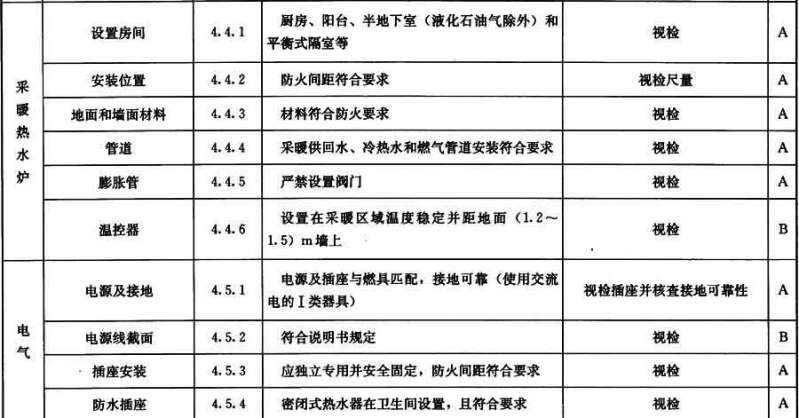 采暖热水炉
设置房间 4.4.1 厨房、阳台、半地下室（液化石油气除外）和 视检 A
平衡式隔室等
安装位置 4.4.2 防火间距符合要求 视检尺量 A
地面和墙面材料 4.4.3 材料符合防火要求 视检 A
管道 4.4.4 采暖供回水、冷热水和燃气管道安装符合要求 视检 A
膨胀管 4.4.5 严禁设置阀门 视检 A
温控器 4.4.6 设置在采暖区域温度稳定并距地面（1.2～ 视检 B
1.5）m墙上
电气
电源及接地 4.5.1 电源及插座与燃具匹配，接地可靠（使用交流 视检插座并核查接地可靠性 A
电的Ⅰ类器具）
电源线截面 4.5.2 符合说明书规定 视检 B
插座安装 4.5.3 应独立专用并安全固定，防火间距符合要求 视检 A
防水插座 4.5.4 密闭式热水器在卫生间设置，且符合要求 视检 A